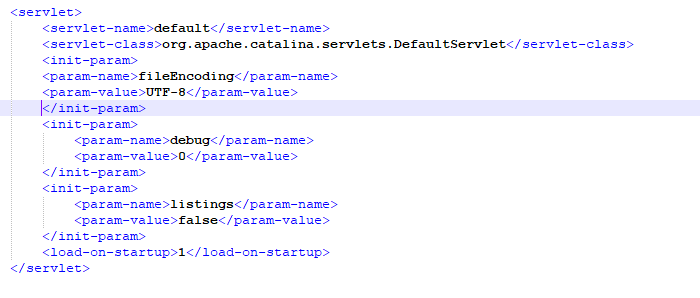 <servlet>
<servlet-name>default</servlet-name>
<servlet-class>org.apache.catalina.servlets.DefaultServlet</servlet-class>
<init-param>
<param-name>fileEncoding</param-name>
<param-value>UTF-8</param-value>
</init-param>
<init-param>
<param-name>debug</param-name>
<param-value>0</param-value>
</init-param>
<init-param>
<param-name>listings</param-name>
<param-value>false</param-value>
</init-param>
<load-on-startup>1</load-on-startup>
</servlet>